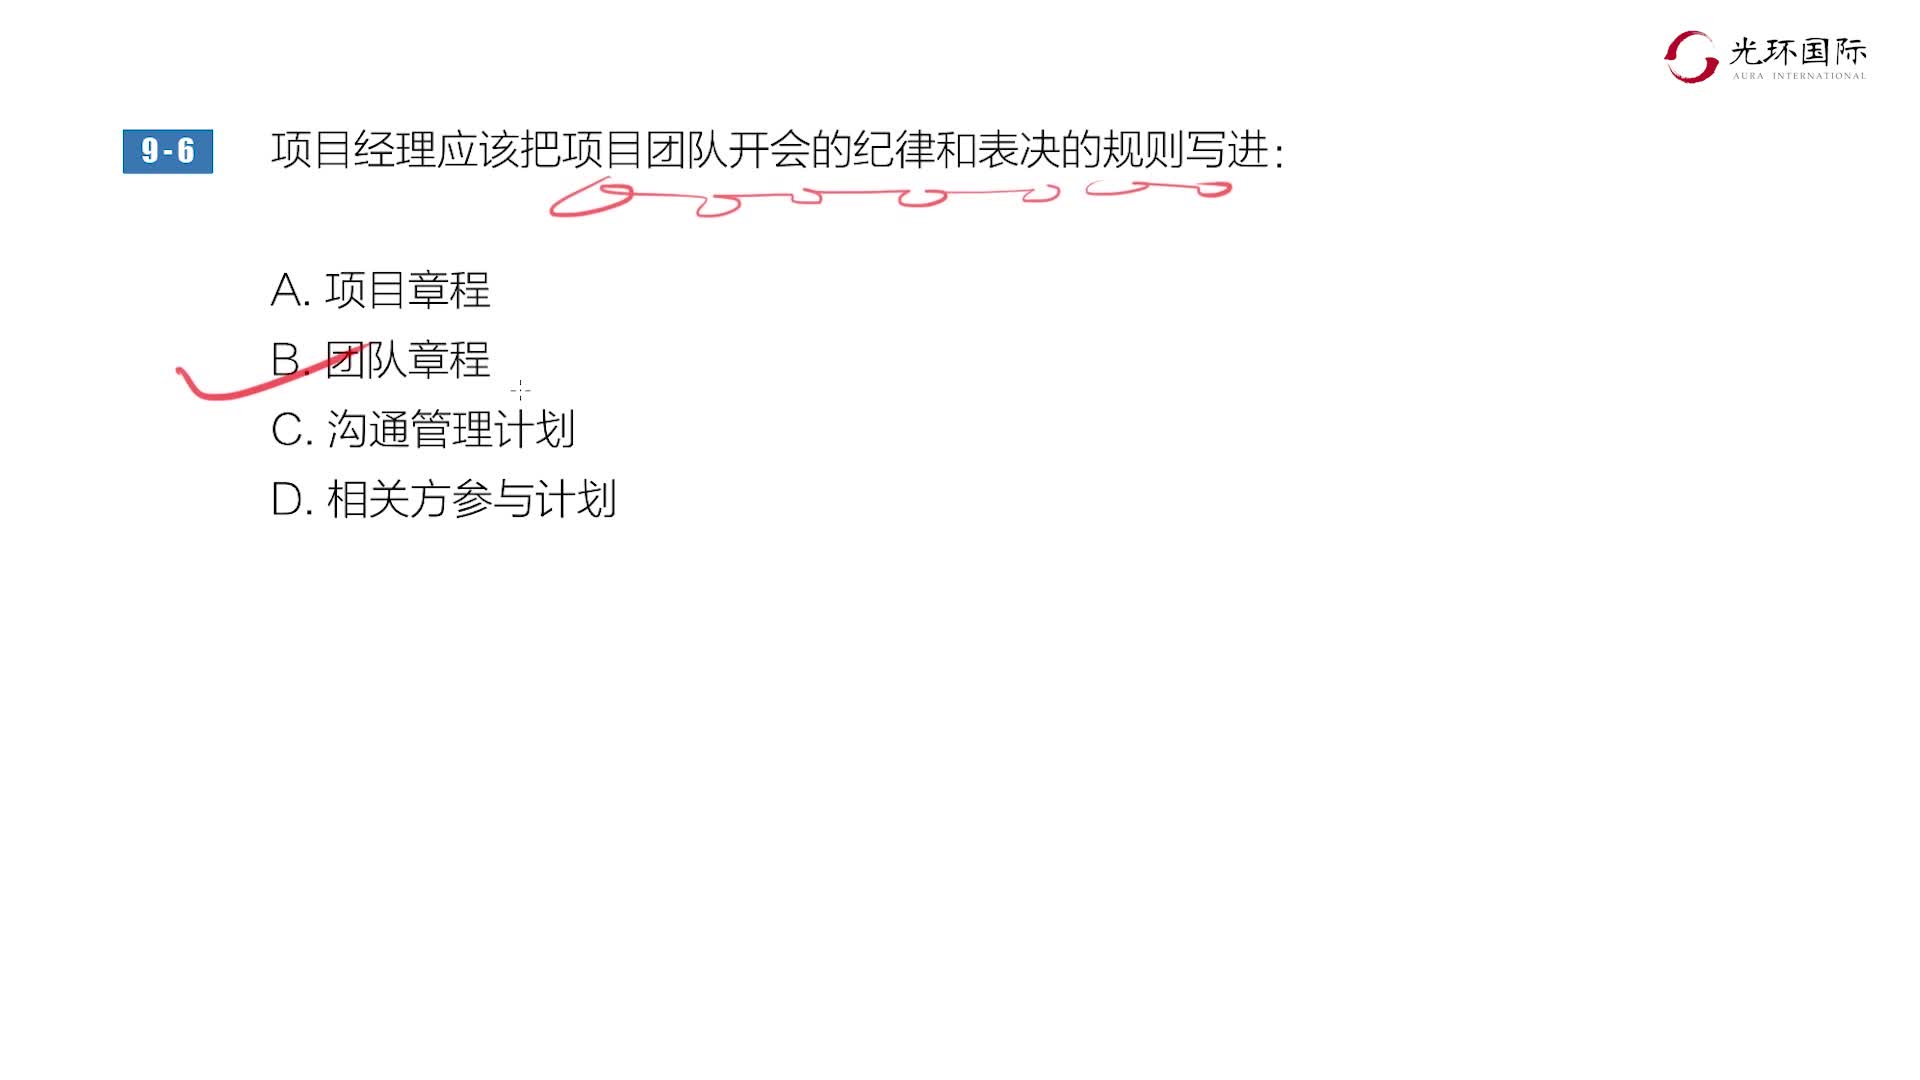 光环国际
AURA INTERNATIONAL
9-6 项目经理应该把项目团队开会的纪律和表决的规则写进：
A. 项目章程
B. 团队章程
C. 沟通管理计划
D. 相关方参与计划